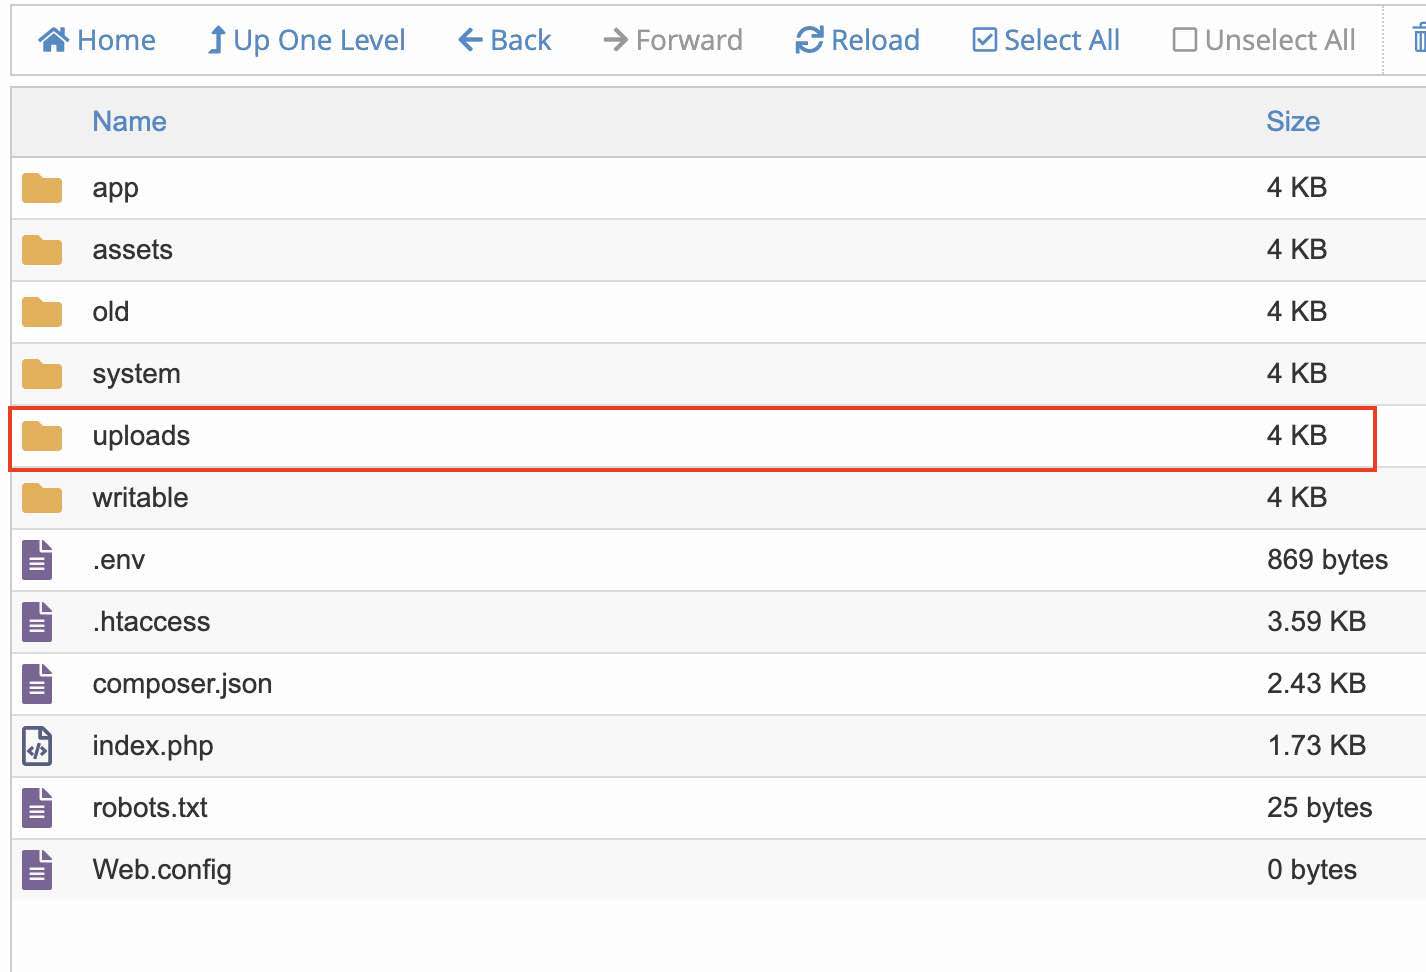 Home Up One Level Back Forward Reload Select All Unselect All
Name Size
app 4 KB
assets 4 KB
old 4 KB
system 4 KB
uploads 4 KB
writable 4 KB
.env 869 bytes
.htaccess 3.59 KB
composer.json 2.43 KB
index.php 1.73 KB
robots.txt 25 bytes
Web.config 0 bytes